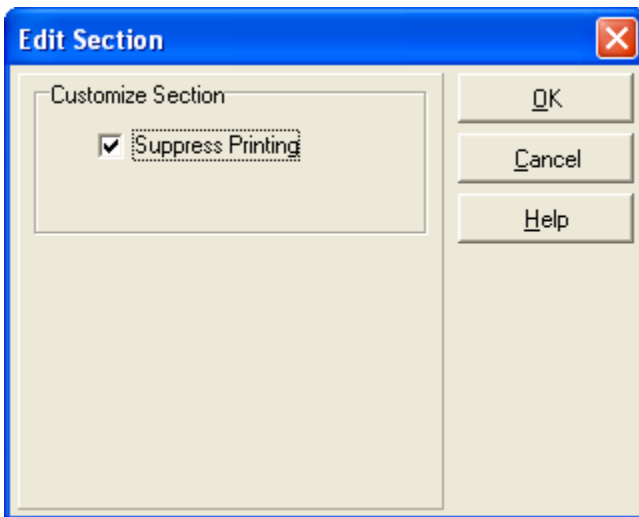 Edit Section
Customize Section
Suppress Printing
OK
Cancel
Help